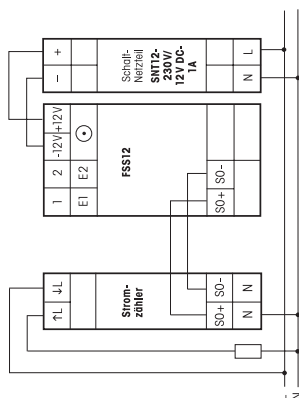 +
−
Schalt-
Netzteil
SNT12-
230V/
12V DC-
1A
L
N
-12V
+12V
1
2
E1
E2
FSS12
S0+
S0-
↑L
↓L
Strom-
zähler
S0+
S0-
N
N
L
N